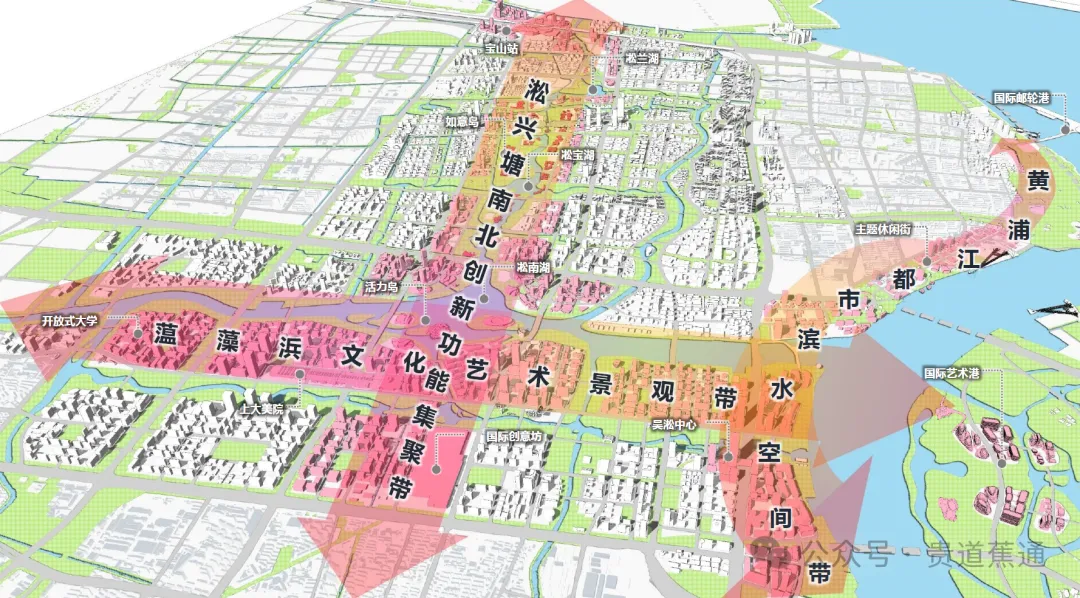 宝山站
淞兰湖
国际邮轮港
如意岛
淞宝湖
淞兴塘南北创新功能集聚带
黄浦江都市滨水空间带
主题休闲街
淞南湖
活力岛
开放式大学
蕰藻浜文化艺术景观带
国际艺术港
上大美院
吴淞中心
国际创意坊
公众号·贵道蕉通